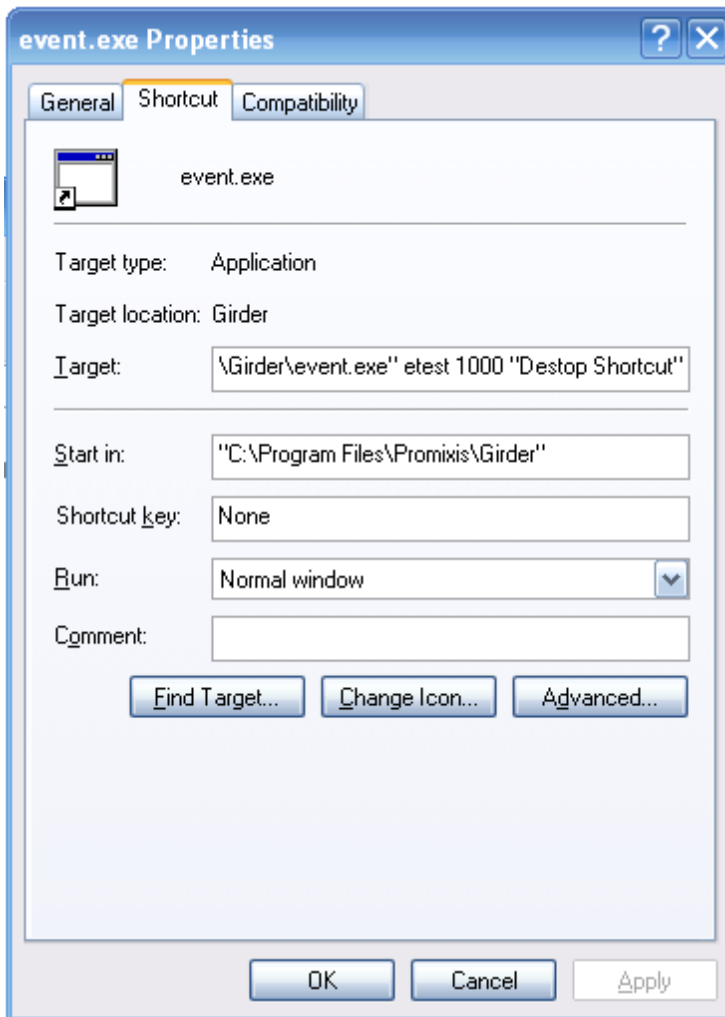 event.exe Properties
General Shortcut Compatibility
event.exe
Target type: Application
Target location: Girder
Target: \Girder\event.exe" etest 1000 "Destop Shortcut"
Start in: "C:\Program Files\Promixis\Girder"
Shortcut key: None
Run: Normal window
Comment:
Find Target... Change Icon... Advanced...
OK Cancel Apply